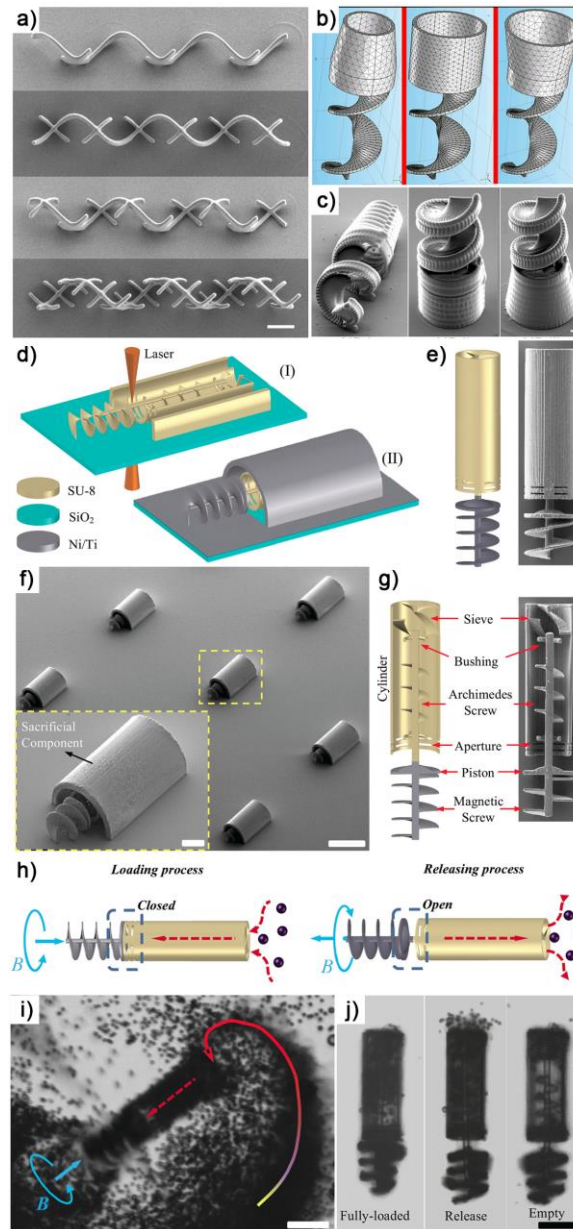 a)
b)
c)
d)
Laser
(I)
(II)
SU-8
SiO₂
Ni/Ti
e)
f)
Sacrificial
Component
g)
Cylinder
Sieve
Bushing
Archimedes
Screw
Aperture
Piston
Magnetic
Screw
h)
Loading process
Releasing process
Closed
Open
B
B
i)
B
j)
Fully-loaded
Release
Empty